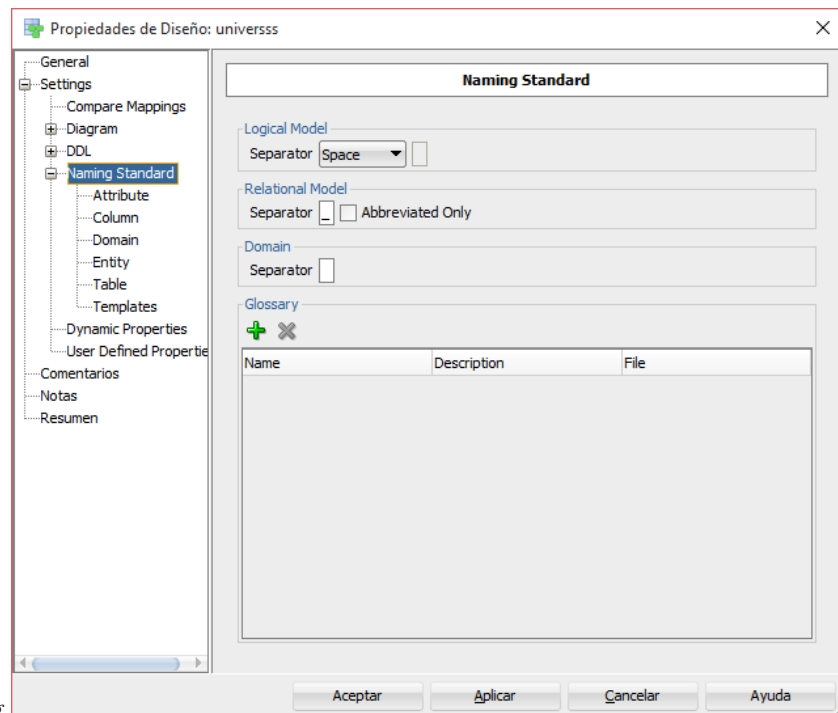 Propiedades de Diseño: universss
General
Settings
Compare Mappings
Diagram
DDL
Naming Standard
Attribute
Column
Domain
Entity
Table
Templates
Dynamic Properties
User Defined Propertie
Comentarios
Notas
Resumen
Naming Standard
Logical Model
Separator Space
Relational Model
Separator _ Abbreviated Only
Domain
Separator
Glossary
Name Description File
Aceptar Aplicar Cancelar Ayuda